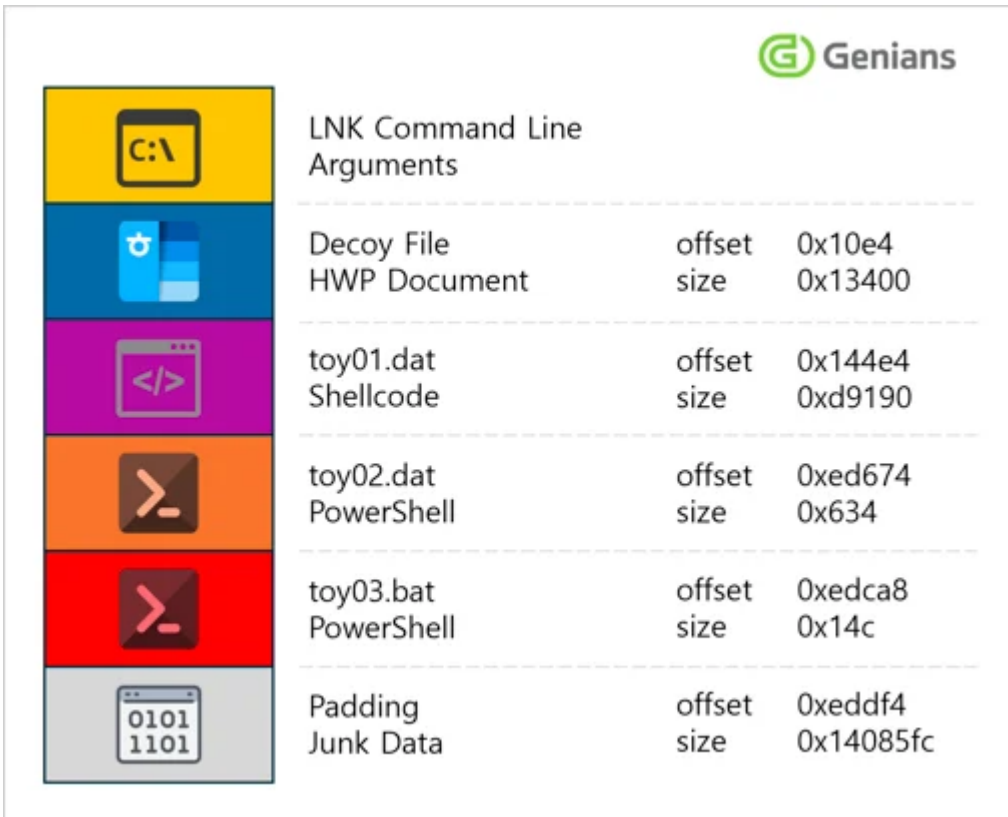 Genians
C:\
LNK Command Line
Arguments
ㅎ
Decoy File offset 0x10e4
HWP Document size 0x13400
</>
toy01.dat offset 0x144e4
Shellcode size 0xd9190
toy02.dat offset 0xed674
PowerShell size 0x634
toy03.bat offset 0xedca8
PowerShell size 0x14c
0101
1101
Padding offset 0xeddf4
Junk Data size 0x14085fc